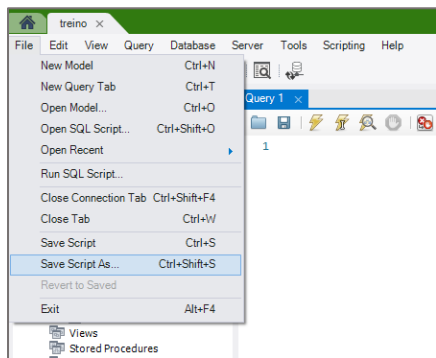 treino
File Edit View Query Database Server Tools Scripting Help
New Model Ctrl+N
New Query Tab Ctrl+T
Open Model... Ctrl+O
Open SQL Script... Ctrl+Shift+O
Open Recent
Run SQL Script...
Close Connection Tab Ctrl+Shift+F4
Close Tab Ctrl+W
Save Script Ctrl+S
Save Script As... Ctrl+Shift+S
Revert to Saved
Exit Alt+F4
Query 1
1
Views
Stored Procedures